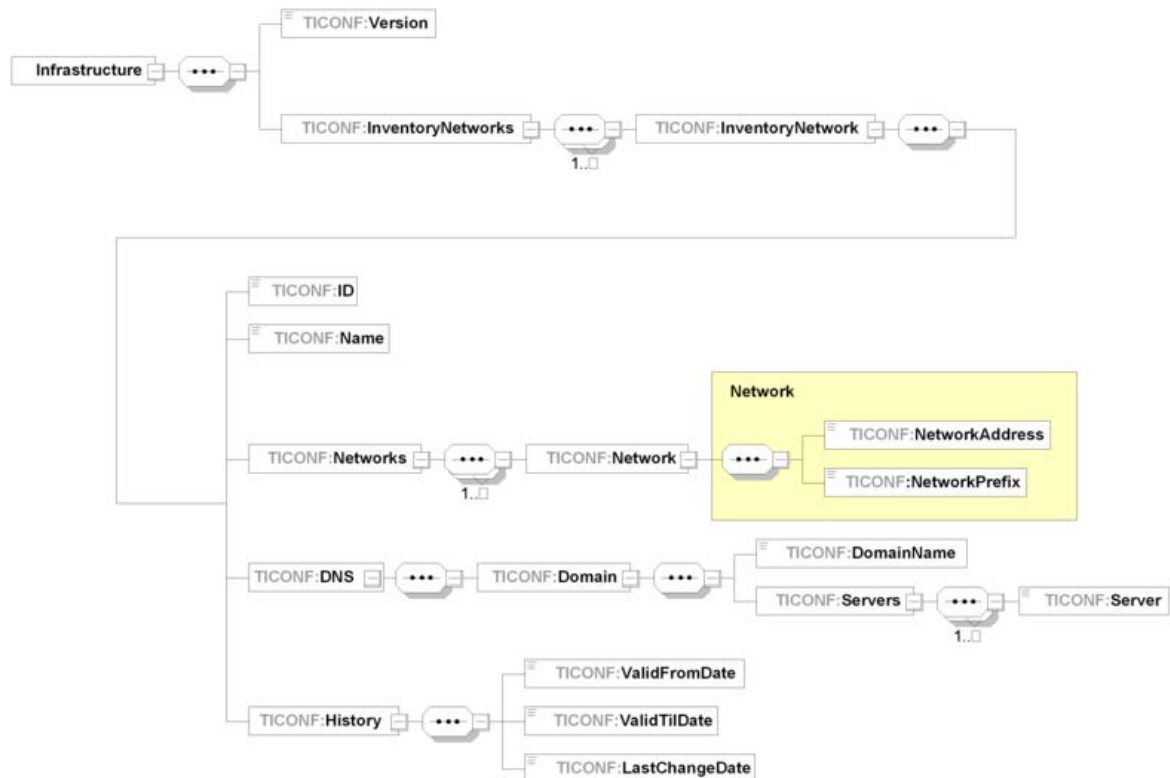 TICONF:Version
Infrastructure
TICONF:InventoryNetworks
TICONF:InventoryNetwork
1..□
TICONF:ID
TICONF:Name
Network
TICONF:NetworkAddress
TICONF:Networks
TICONF:Network
TICONF:NetworkPrefix
1..□
TICONF:DomainName
TICONF:DNS
TICONF:Domain
TICONF:Servers
TICONF:Server
1..□
TICONF:ValidFromDate
TICONF:History
TICONF:ValidTilDate
TICONF:LastChangeDate